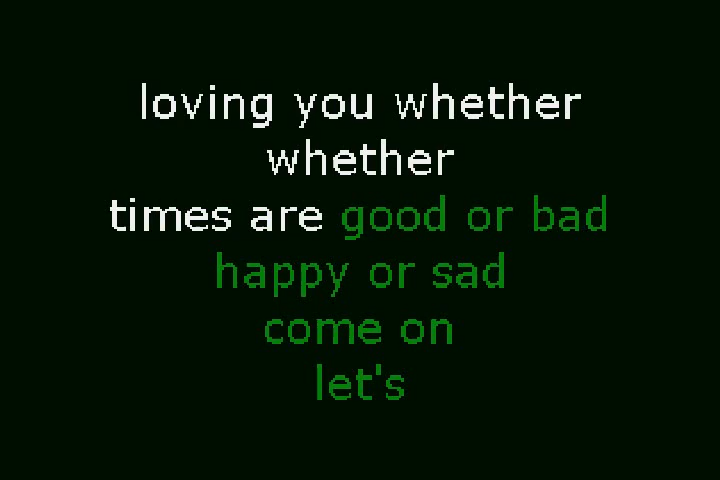 loving you whether
whether
times are good or bad
happy or sad
come on
let's